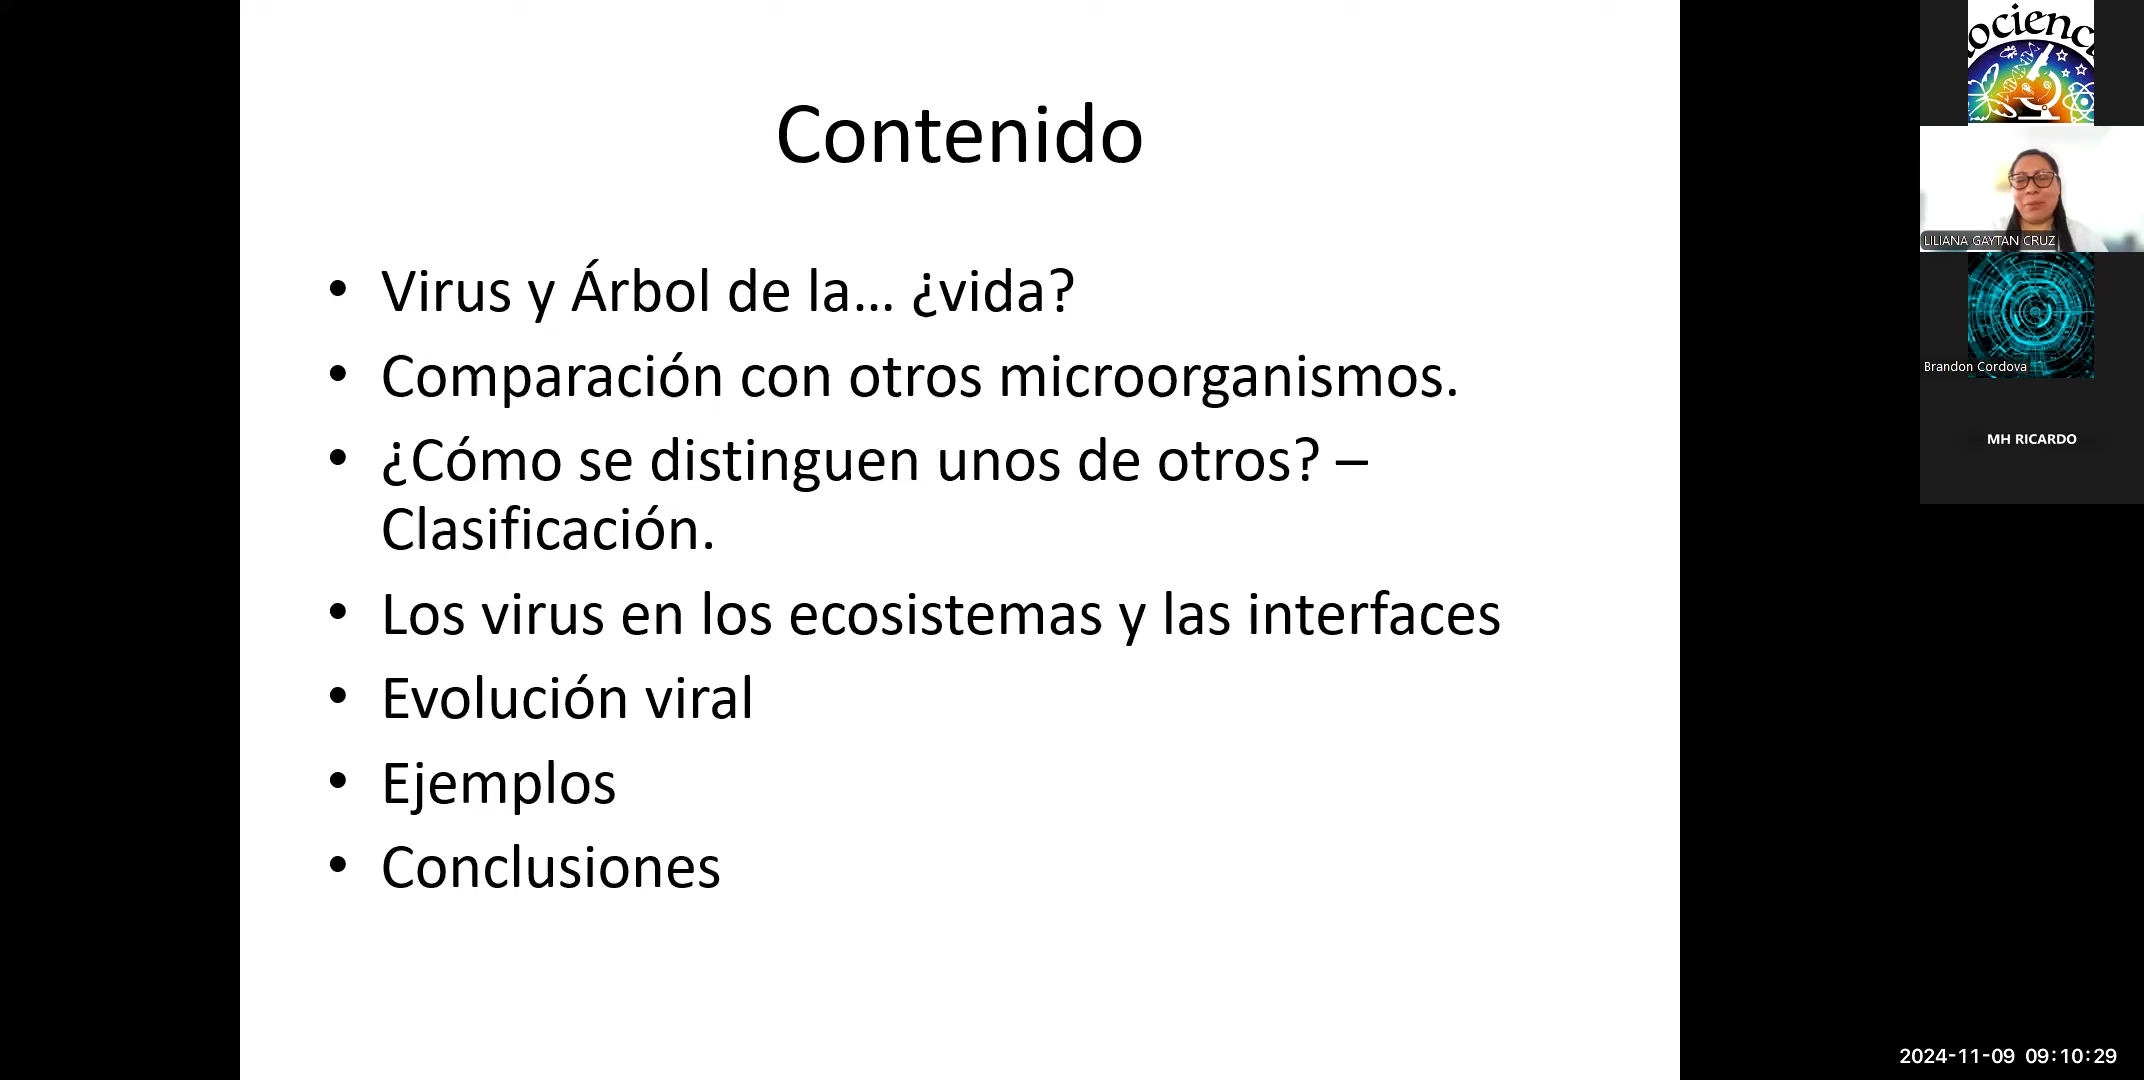 Contenido
• Virus y Árbol de la... ¿vida?
• Comparación con otros microorganismos.
• ¿Cómo se distinguen unos de otros? –
Clasificación.
• Los virus en los ecosistemas y las interfaces
• Evolución viral
• Ejemplos
• Conclusiones
LILIANA GAYTAN CRUZ
Brandon Cordova
MH RICARDO
2024-11-09 09:10:29